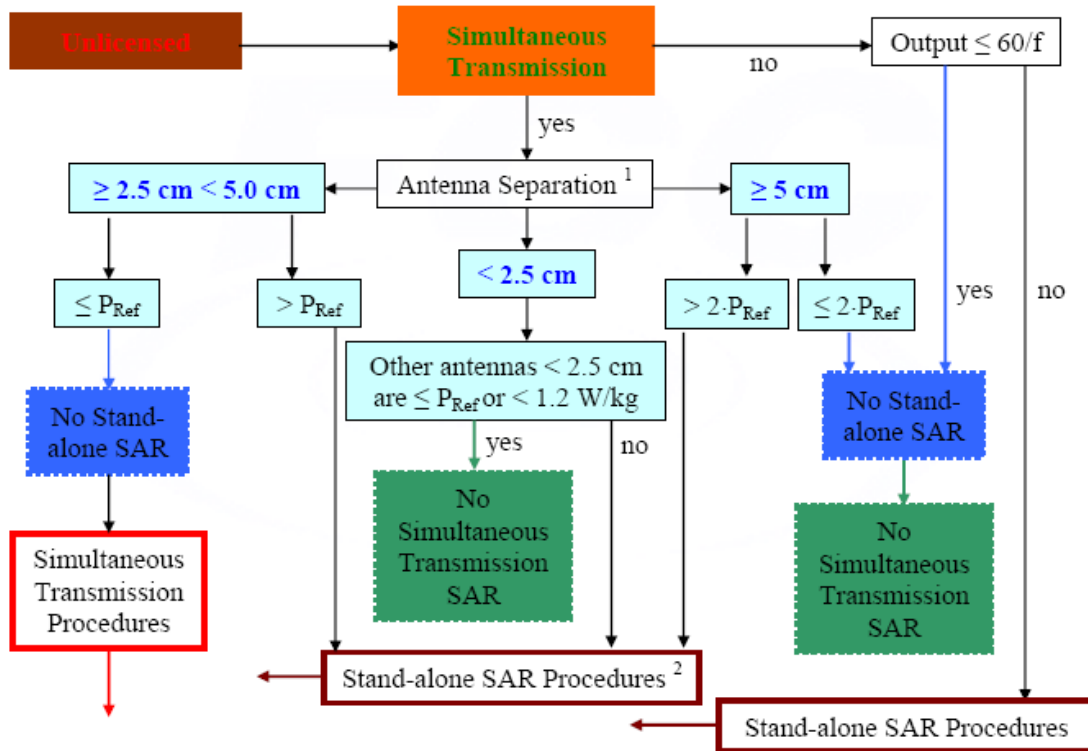 Unlicensed
Simultaneous
Transmission
no
Output ≤ 60/f
yes
≥ 2.5 cm < 5.0 cm
Antenna Separation 1
≥ 5 cm
≤ PRef
> PRef
< 2.5 cm
> 2·PRef
≤ 2·PRef
yes
no
Other antennas < 2.5 cm
are ≤ PRef or < 1.2 W/kg
No Stand-
alone SAR
yes
no
No Stand-
alone SAR
No
Simultaneous
Transmission
SAR
No
Simultaneous
Transmission
SAR
Simultaneous
Transmission
Procedures
Stand-alone SAR Procedures 2
Stand-alone SAR Procedures